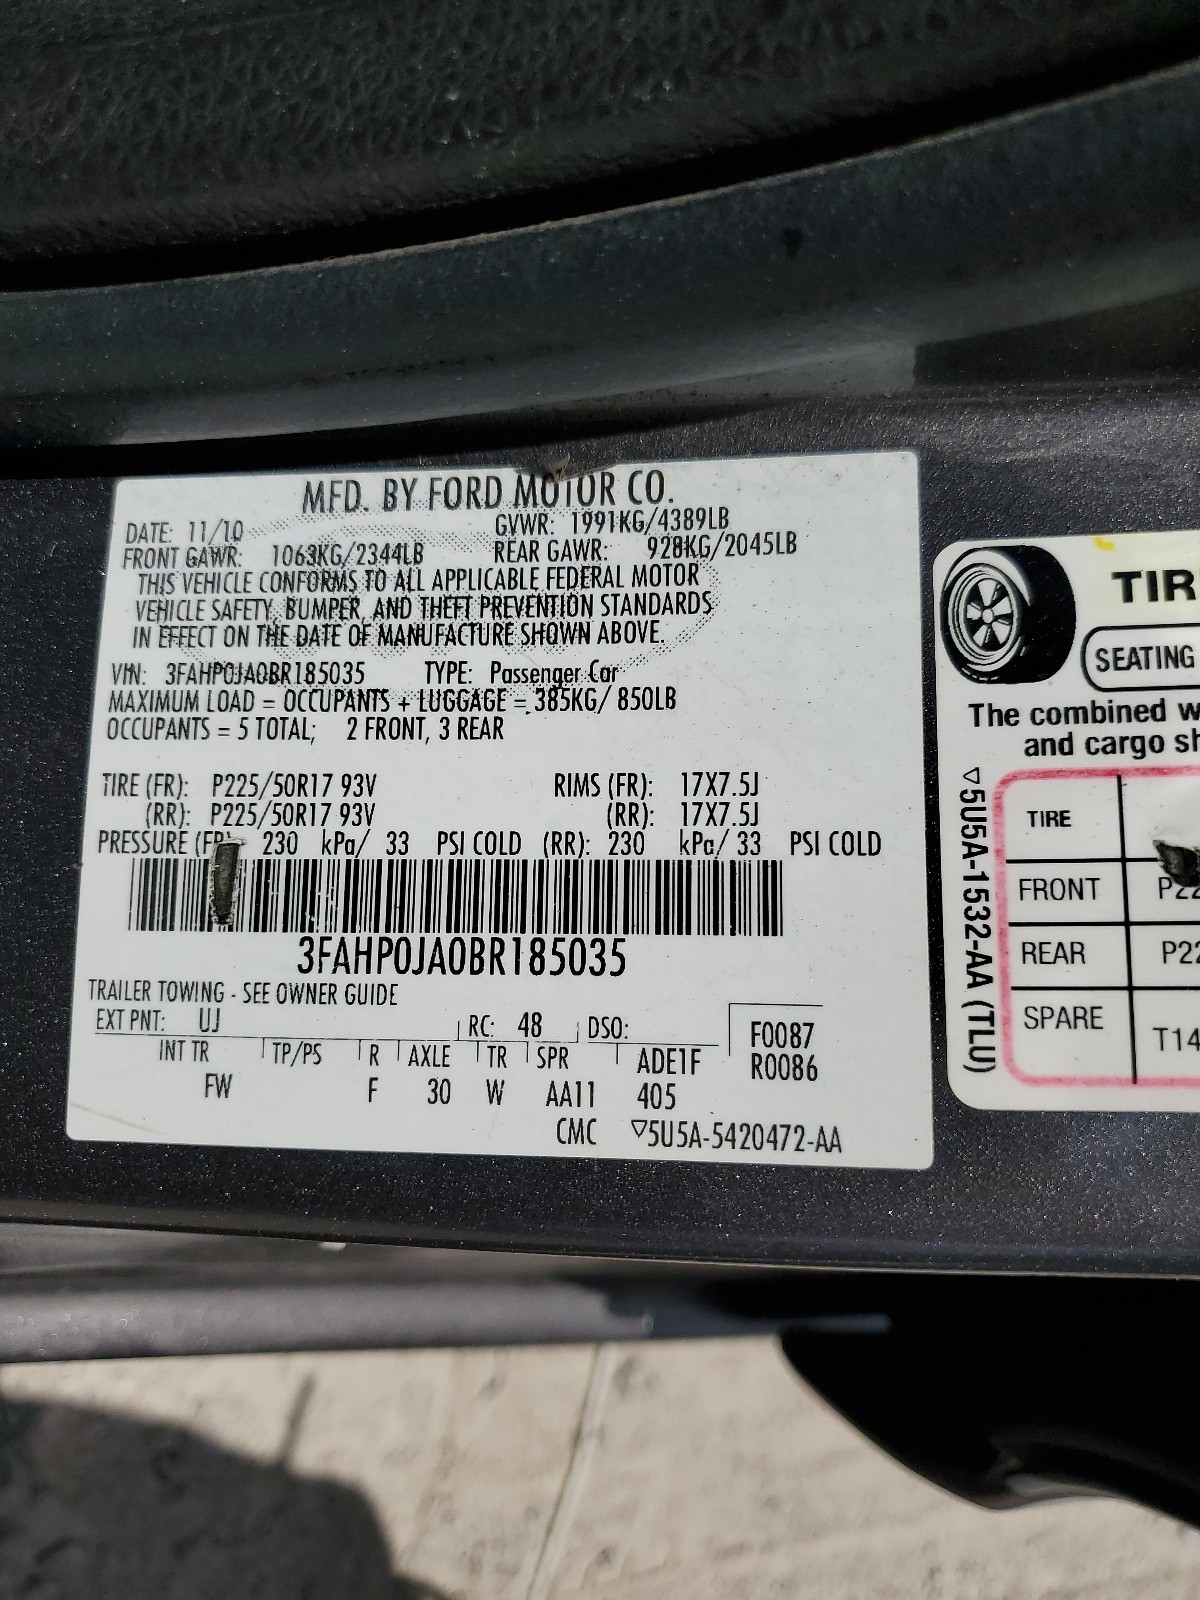 MFD. BY FORD MOTOR CO.
DATE: 11/10 GVWR: 1991KG/4389LB
FRONT GAWR: 1063KG/2344LB REAR GAWR: 928KG/2045LB
THIS VEHICLE CONFORMS TO ALL APPLICABLE FEDERAL MOTOR
VEHICLE SAFETY, BUMPER, AND THEFT PREVENTION STANDARDS
IN EFFECT ON THE DATE OF MANUFACTURE SHOWN ABOVE.
VIN: 3FAHP0JA0BR185035 TYPE: Passenger Car
MAXIMUM LOAD = OCCUPANTS + LUGGAGE = 385KG/ 850LB
OCCUPANTS = 5 TOTAL; 2 FRONT, 3 REAR
TIRE (FR): P225/50R17 93V RIMS (FR): 17X7.5J
(RR): P225/50R17 93V (RR): 17X7.5J
PRESSURE (FR): 230 kPa/ 33 PSI COLD (RR): 230 kPa/ 33 PSI COLD
3FAHP0JA0BR185035
TRAILER TOWING - SEE OWNER GUIDE
EXT PNT: UJ RC: 48 DSO: F0087
INT TR TP/PS R AXLE TR SPR ADE1F R0086
FW F 30 W AA11 405
CMC ▽5U5A-5420472-AA
TIR
SEATING
The combined w
and cargo sh
▽5U5A-1532-AA (TLU)
TIRE
FRONT P22
REAR P22
SPARE T14